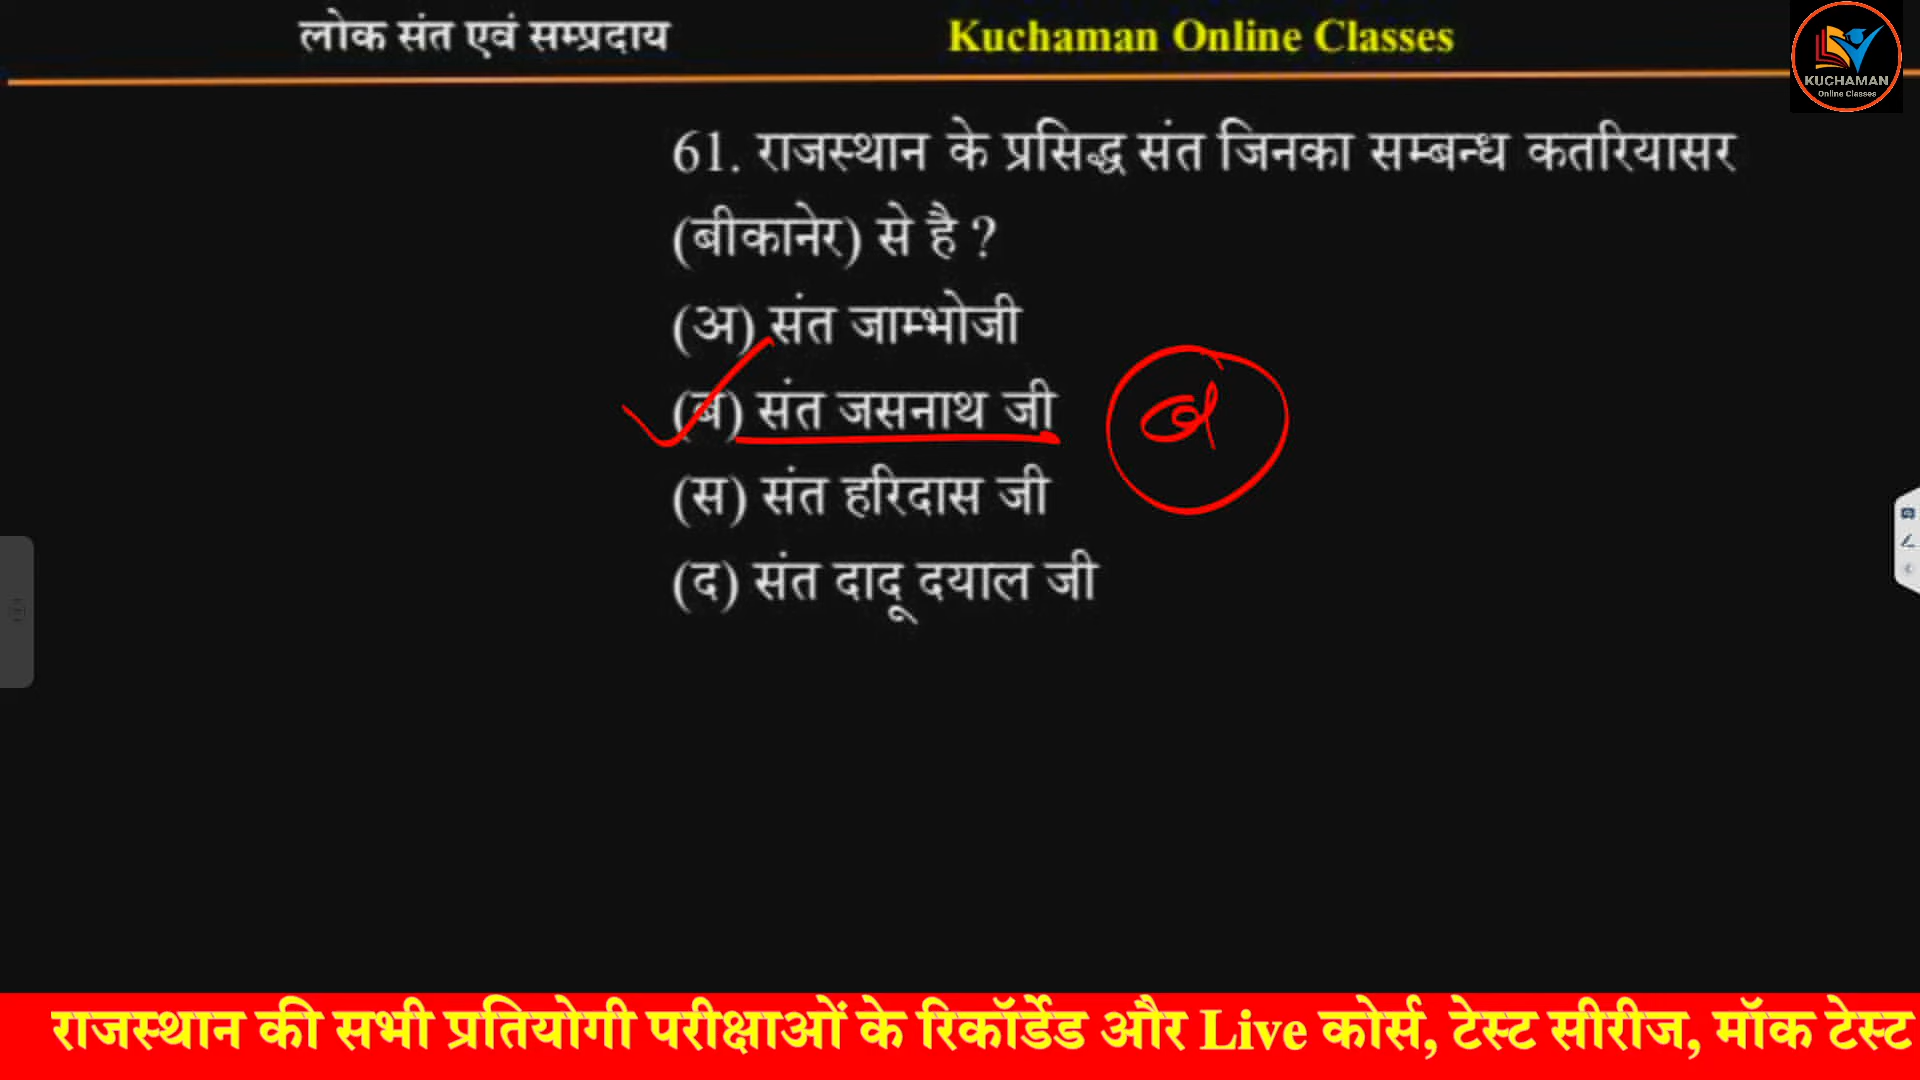 लोक संत एवं सम्प्रदाय
Kuchaman Online Classes
KUCHAMAN
Online Classes
61. राजस्थान के प्रसिद्ध संत जिनका सम्बन्ध कतरियासर
(बीकानेर) से है ?
(अ) संत जाम्भोजी
(ब) संत जसनाथ जी
ब
(स) संत हरिदास जी
(द) संत दादू दयाल जी
राजस्थान की सभी प्रतियोगी परीक्षाओं के रिकॉर्डेड और Live कोर्स, टेस्ट सीरीज, मॉक टेस्ट